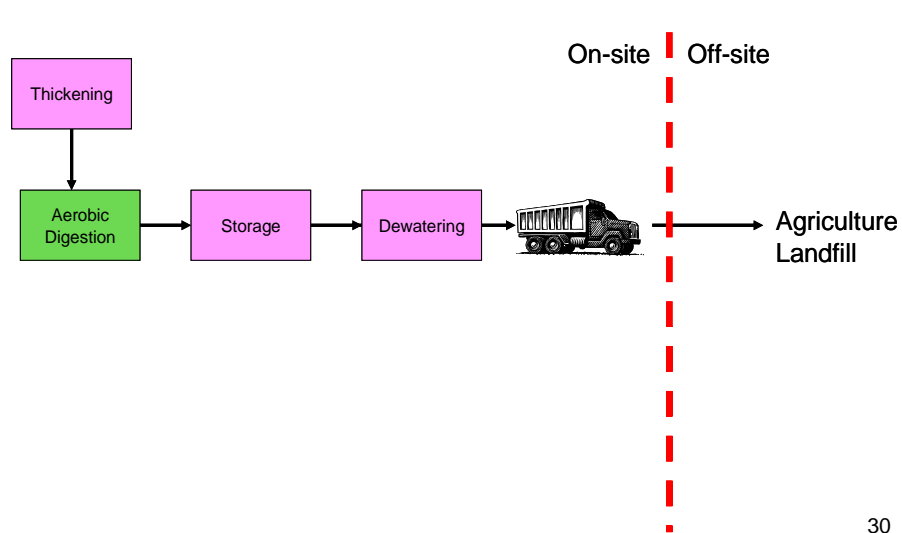 On-site
Off-site
Thickening
Aerobic
Digestion
Storage
Dewatering
Agriculture
Landfill
30